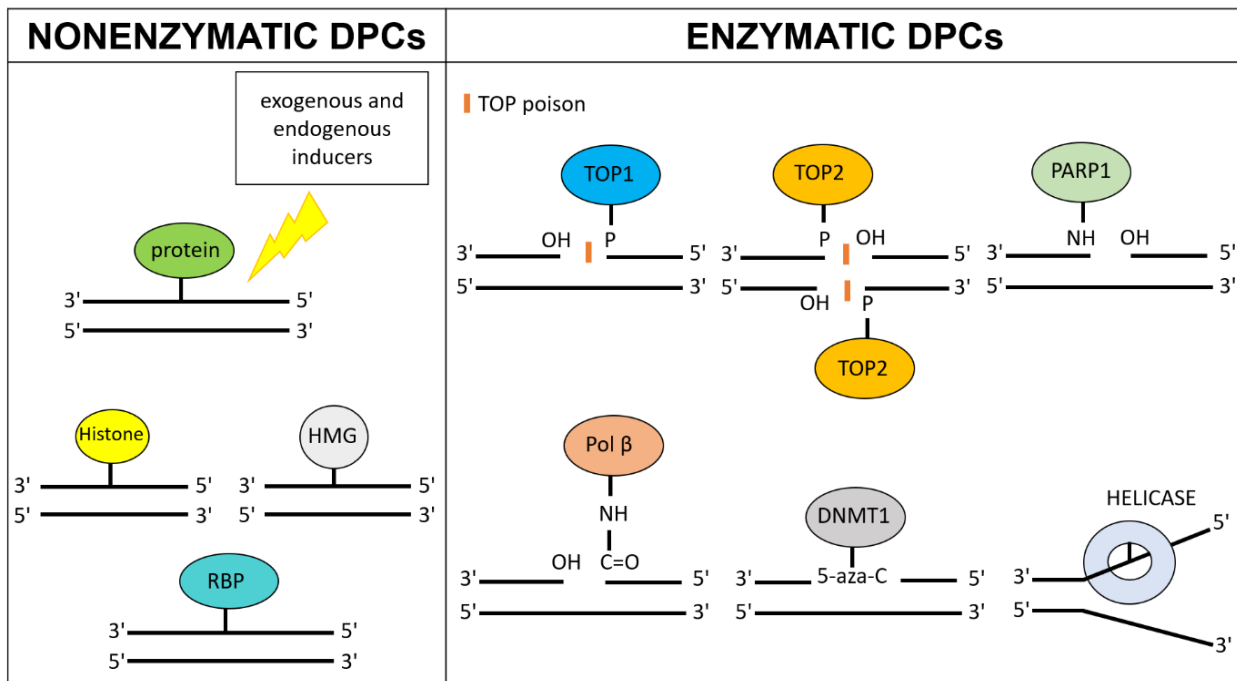 NONENZYMATIC DPCs
exogenous and
endogenous
inducers
protein
3' 5'
5' 3'
Histone
3' 5'
5' 3'
HMG
3' 5'
5' 3'
RBP
3' 5'
5' 3'
ENZYMATIC DPCs
TOP poison
TOP1
OH P
3' 5'
5' 3'
TOP2
P OH
3' 5'
5' 3'
OH P
TOP2
PARP1
NH OH
3' 5'
5' 3'
Pol β
NH
OH C=O
3' 5'
5' 3'
DNMT1
5-aza-C
3' 5'
5' 3'
HELICASE
5'
3'
5'
3'